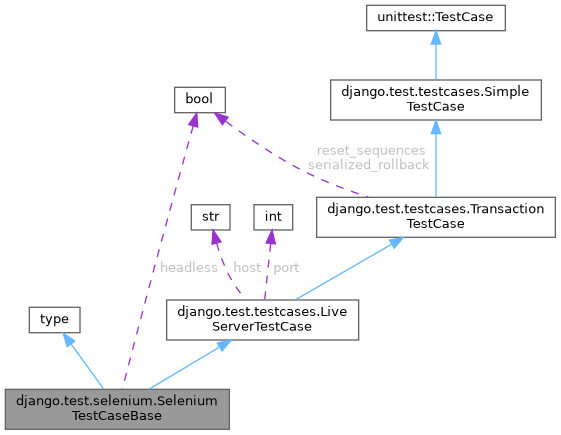 unittest::TestCase
django.test.testcases.Simple
TestCase
bool
reset_sequences
serialized_rollback
str
int
django.test.testcases.Transaction
TestCase
headless
host
port
type
django.test.testcases.Live
ServerTestCase
django.test.selenium.Selenium
TestCaseBase